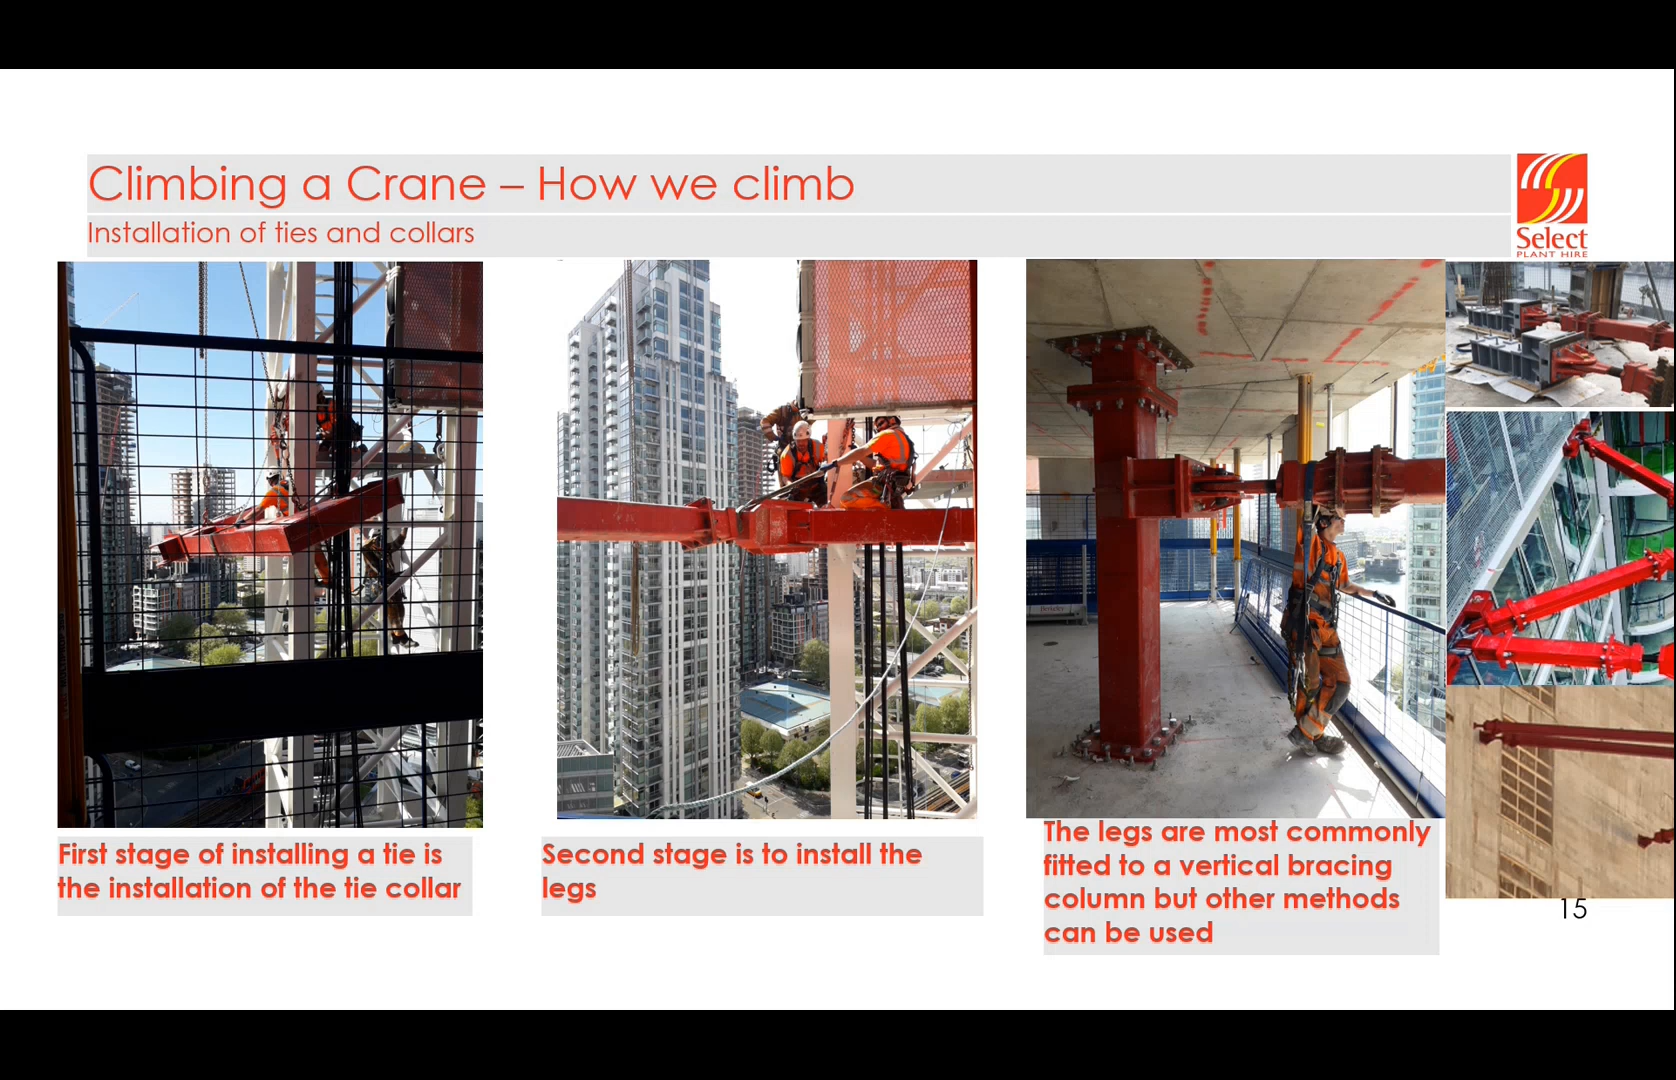 Climbing a Crane – How we climb
Installation of ties and collars
Select
PLANT HIRE
First stage of installing a tie is
the installation of the tie collar
Second stage is to install the
legs
The legs are most commonly
fitted to a vertical bracing
column but other methods
can be used
15